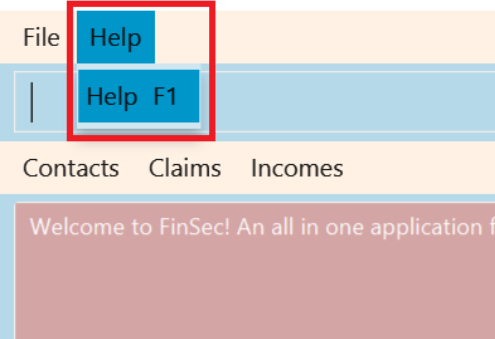 File Help
Help F1
Contacts Claims Incomes
Welcome to FinSec! An all in one application